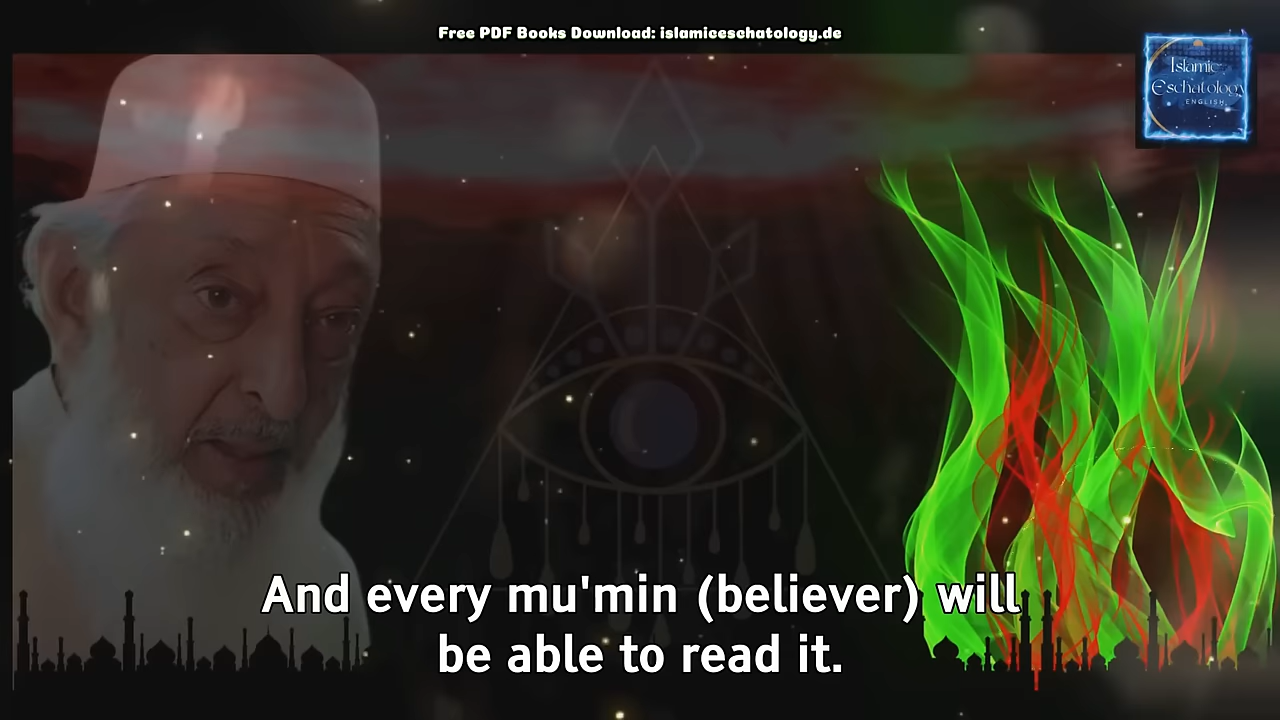 Free PDF Books Download: islamiceschatology.de
Islamic
Eschatology
ENGLISH
And every mu'min (believer) will
be able to read it.